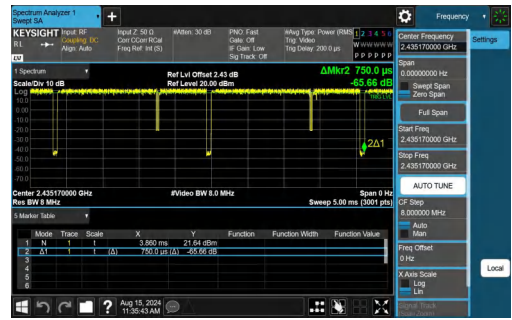 Spectrum Analyzer 1
Swept SA
+
Frequency
KEYSIGHT
RL
LV
Input: RF
Coupling: DC
Align: Auto
Input Z: 50 Ω
Corr CCorr RCal
Freq Ref: Int (S)
#Atten: 30 dB
PNO: Fast
Gate: Off
IF Gain: Low
Sig Track: Off
#Avg Type: Power (RMS
Trig: Video
Trig Delay: 200.0 µs
1 2 3 4 5 6
W W W W W W
P P P P P P
1 Spectrum
Scale/Div 10 dB
Log
Ref Lvl Offset 2.43 dB
Ref Level 20.00 dBm
ΔMkr2 750.0 µs
-65.66 dB
10.0
0.00
-10.0
-20.0
-30.0
-40.0
-50.0
-60.0
-70.0
2Δ1
Center 2.435170000 GHz
Res BW 8 MHz
#Video BW 8.0 MHz
Span 0 Hz
Sweep 5.00 ms (3001 pts)
5 Marker Table
Mode Trace Scale X Y Function Function Width Function Value
1 N 1 t 3.860 ms 21.64 dBm
2 Δ1 1 t (Δ) 750.0 µs (Δ) -65.66 dB
3
4
5
6
Aug 15, 2024
11:35:43 AM
Center Frequency
2.435170000 GHz
Settings
Span
0.00000000 Hz
Swept Span
Zero Span
Full Span
Start Freq
2.435170000 GHz
Stop Freq
2.435170000 GHz
AUTO TUNE
CF Step
8.000000 MHz
Auto
Man
Freq Offset
0 Hz
X Axis Scale
Log
Lin
Signal Track
Local